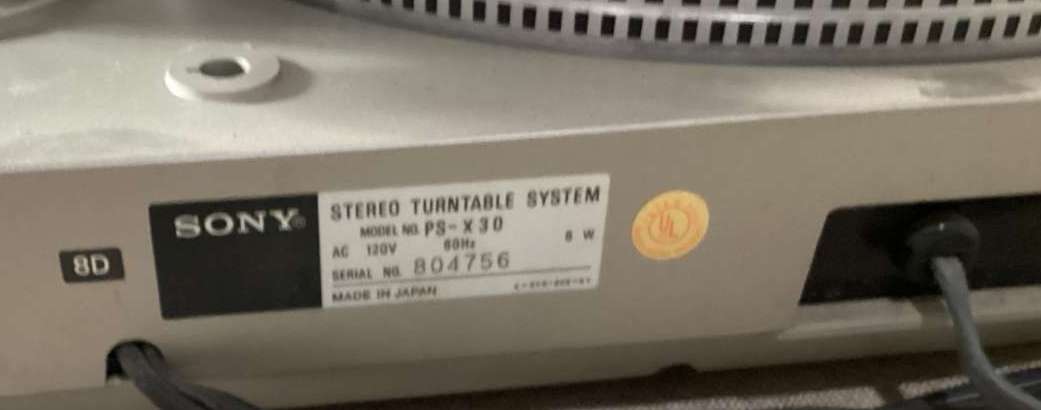 SONY®
STEREO TURNTABLE SYSTEM
MODEL NO. PS-X30
AC 120V 60Hz 8 W
SERIAL NO. 804756
MADE IN JAPAN
8D
UL